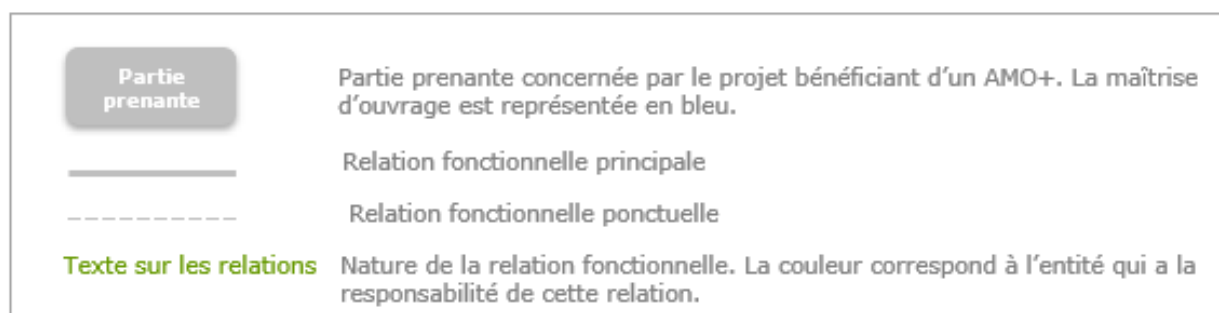 Partie
prenante
Partie prenante concernée par le projet bénéficiant d'un AMO+. La maîtrise
d'ouvrage est représentée en bleu.
Relation fonctionnelle principale
Relation fonctionnelle ponctuelle
Texte sur les relations
Nature de la relation fonctionnelle. La couleur correspond à l'entité qui a la
responsabilité de cette relation.